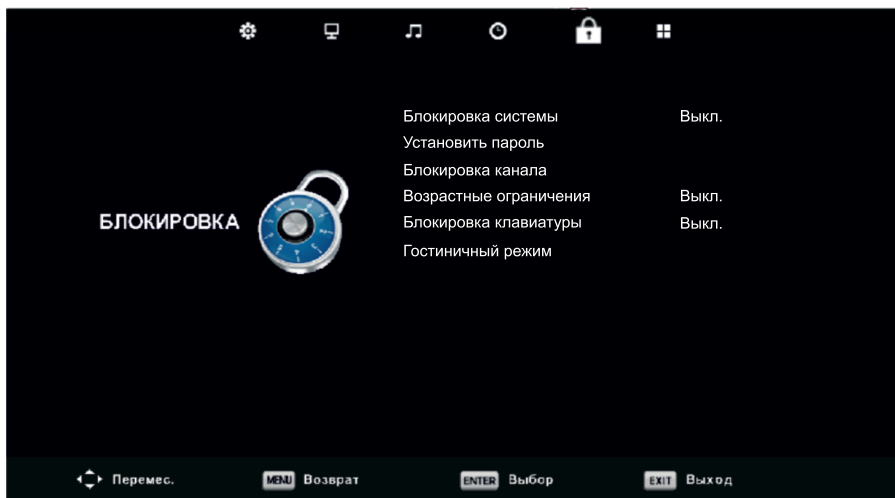 Блокировка системы Выкл.
Установить пароль
Блокировка канала
Возрастные ограничения Выкл.
БЛОКИРОВКА
Блокировка клавиатуры Выкл.
Гостиничный режим
Перемес. MENU Возврат ENTER Выбор EXIT Выход